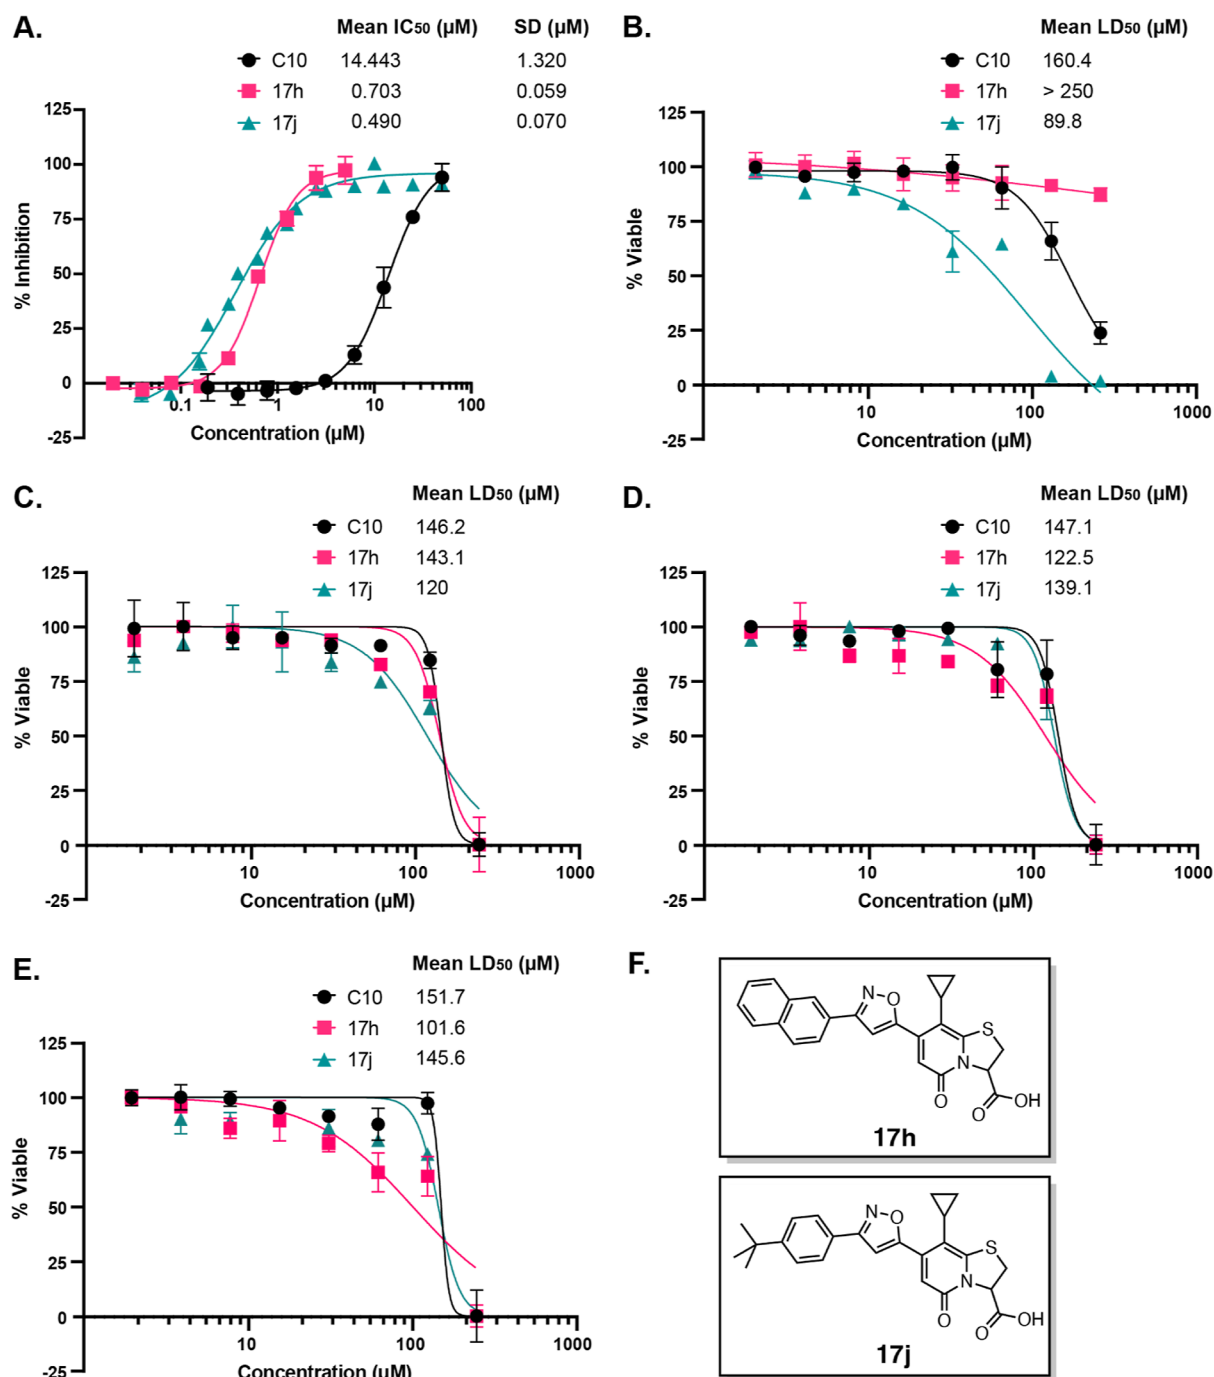 A.
Mean IC50 (µM) SD (µM)
C10 14.443 1.320
17h 0.703 0.059
17j 0.490 0.070
125
100
75
50
25
0
-25
% Inhibition
0.1 1 10 100
Concentration (µM)
B.
Mean LD50 (µM)
C10 160.4
17h > 250
17j 89.8
125
100
75
50
25
0
-25
% Viable
10 100 1000
Concentration (µM)
C.
Mean LD50 (µM)
C10 146.2
17h 143.1
17j 120
125
100
75
50
25
0
-25
% Viable
10 100 1000
Concentration (µM)
D.
Mean LD50 (µM)
C10 147.1
17h 122.5
17j 139.1
125
100
75
50
25
0
-25
% Viable
10 100 1000
Concentration (µM)
E.
Mean LD50 (µM)
C10 151.7
17h 101.6
17j 145.6
125
100
75
50
25
0
-25
% Viable
10 100 1000
Concentration (µM)
F.
N O
S
N
O
O OH
17h
N O
S
N
O
O OH
17j